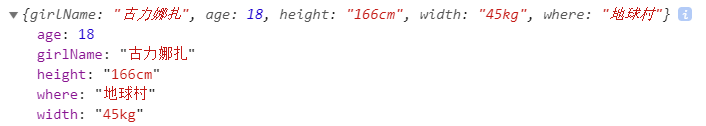 {girlName: "古力娜扎", age: 18, height: "166cm", width: "45kg", where: "地球村"} i
age: 18
girlName: "古力娜扎"
height: "166cm"
where: "地球村"
width: "45kg"